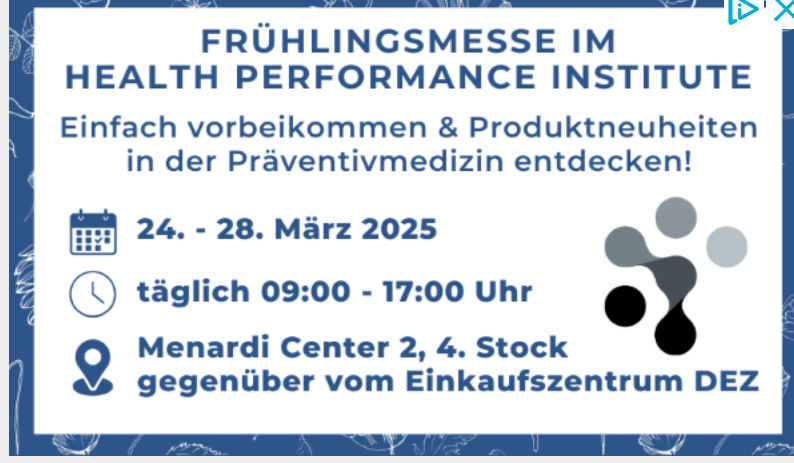 FRÜHLINGSMESSE IM
HEALTH PERFORMANCE INSTITUTE
Einfach vorbeikommen & Produktneuheiten
in der Präventivmedizin entdecken!
24. - 28. März 2025
täglich 09:00 - 17:00 Uhr
Menardi Center 2, 4. Stock
gegenüber vom Einkaufszentrum DEZ